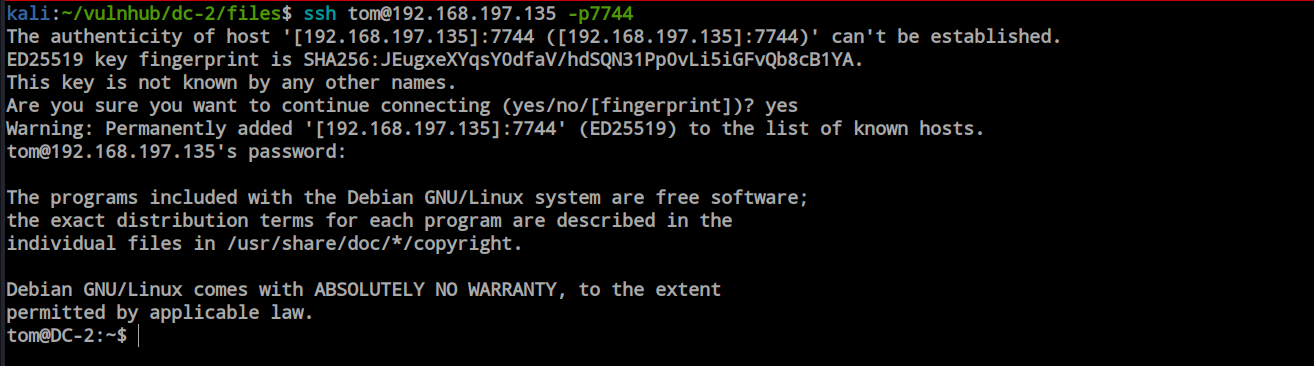 kali:~/vulnhub/dc-2/files$ ssh tom@192.168.197.135 -p7744
The authenticity of host '[192.168.197.135]:7744 ([192.168.197.135]:7744)' can't be established.
ED25519 key fingerprint is SHA256:JEugxeXYqsY0dfaV/hdSQN31Pp0vLi5iGFvQb8cB1YA.
This key is not known by any other names.
Are you sure you want to continue connecting (yes/no/[fingerprint])? yes
Warning: Permanently added '[192.168.197.135]:7744' (ED25519) to the list of known hosts.
tom@192.168.197.135's password:
The programs included with the Debian GNU/Linux system are free software;
the exact distribution terms for each program are described in the
individual files in /usr/share/doc/*/copyright.
Debian GNU/Linux comes with ABSOLUTELY NO WARRANTY, to the extent
permitted by applicable law.
tom@DC-2:~$